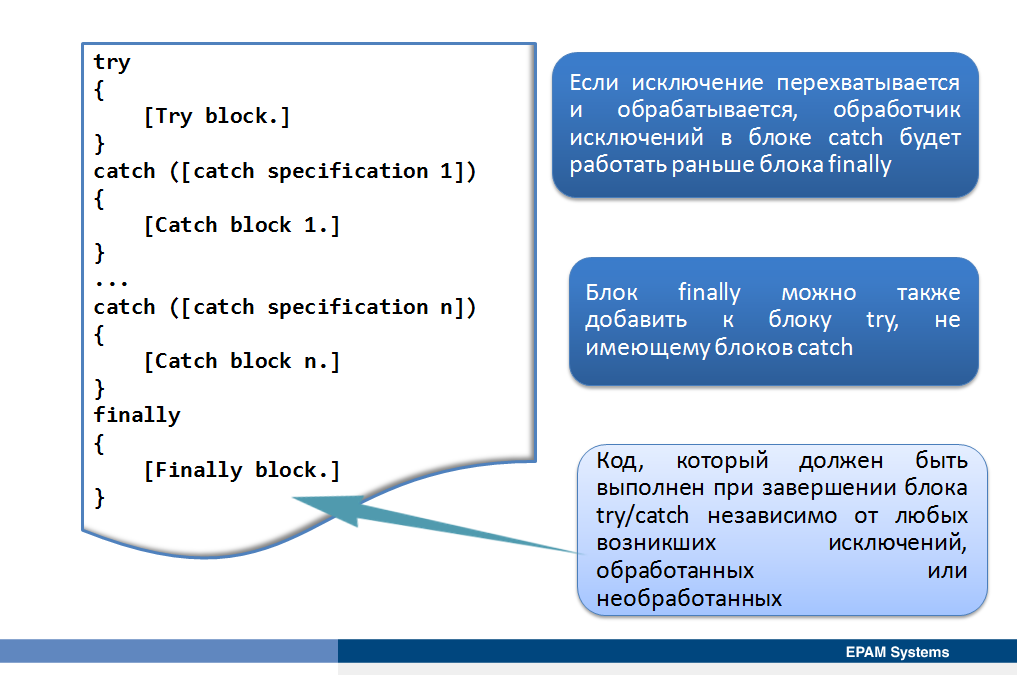 try
{
[Try block.]
}
catch ([catch specification 1])
{
[Catch block 1.]
}
...
catch ([catch specification n])
{
[Catch block n.]
}
finally
{
[Finally block.]
}
Если исключение перехватывается
и обрабатывается, обработчик
исключений в блоке catch будет
работать раньше блока finally
Блок finally можно также
добавить к блоку try, не
имеющему блоков catch
Код, который должен быть
выполнен при завершении блока
try/catch независимо от любых
возникших исключений,
обработанных или
необработанных
EPAM Systems